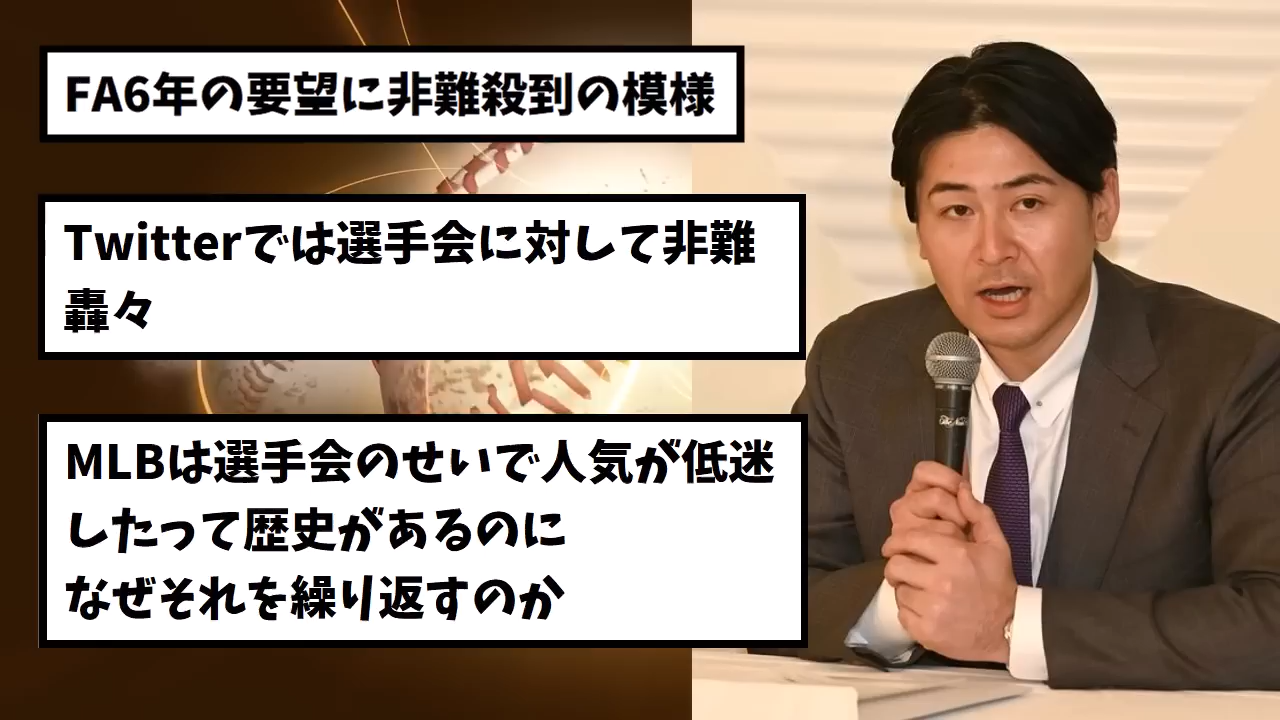 FA6年の要望に非難殺到の模様
Twitterでは選手会に対して非難
轟々
MLBは選手会のせいで人気が低迷
したって歴史があるのに
なぜそれを繰り返すのか